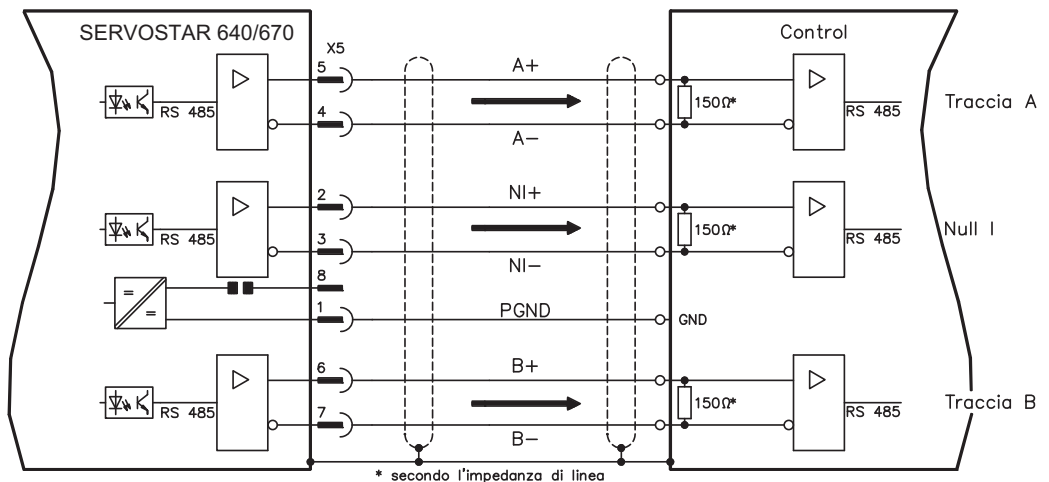 SERVOSTAR 640/670
Control
X5
5
A+
RS 485
150Ω*
RS 485
Traccia A
4
A-
2
NI+
RS 485
150Ω*
RS 485
Null I
3
NI-
8
=
=
1
PGND
GND
6
B+
RS 485
150Ω*
RS 485
Traccia B
7
B-
* secondo l'impedanza di linea